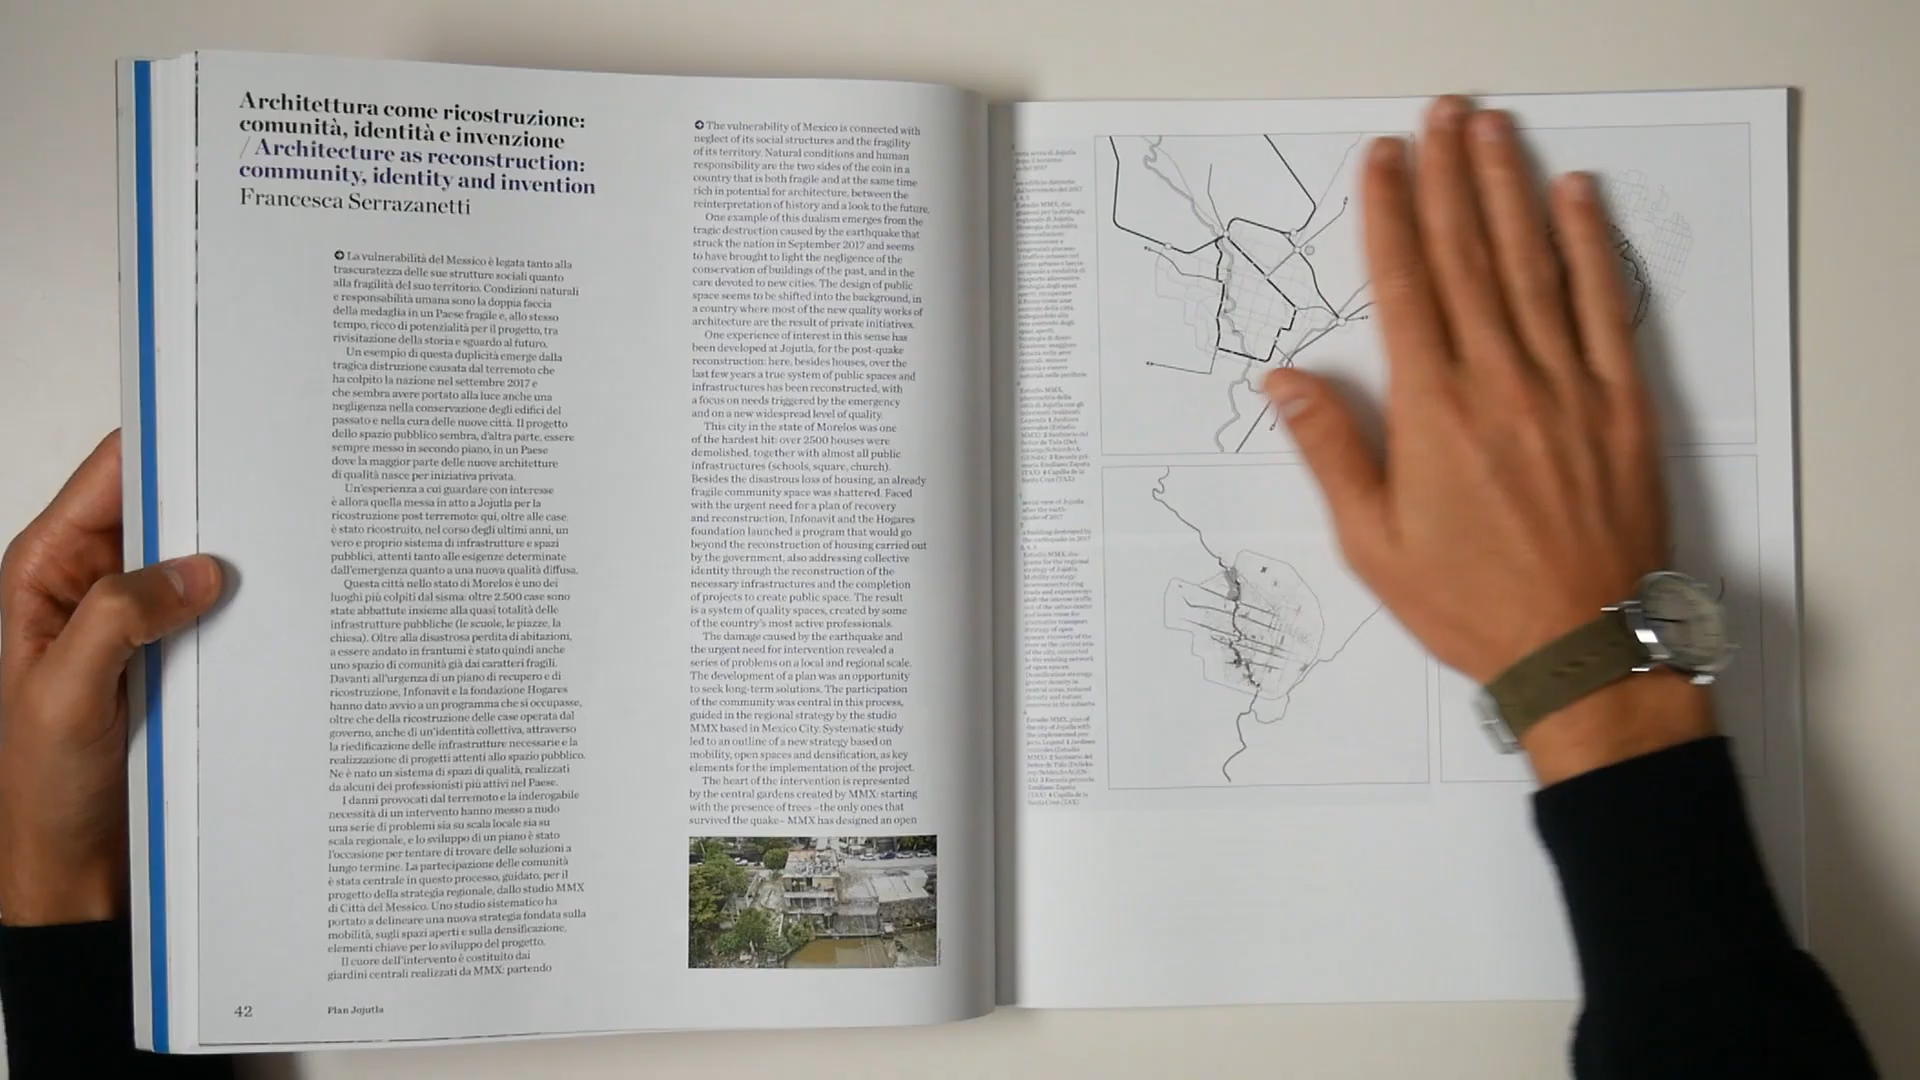 Architettura come ricostruzione:
comunità, identità e invenzione
/ Architecture as reconstruction:
community, identity and invention
Francesca Serrazanetti
La vulnerabilità del Messico è legata tanto alla
trascuratezza delle sue strutture sociali quanto
alla fragilità del suo territorio. Condizioni naturali
e responsabilità umana sono la doppia faccia
della medaglia in un Paese fragile e, allo stesso
tempo, ricco di potenzialità per il progetto, tra
rivisitazione della storia e sguardo al futuro.
Un esempio di questa duplicità emerge dalla
tragica distruzione causata dal terremoto che
ha colpito la nazione nel settembre 2017 e
che sembra avere portato alla luce anche una
negligenza nella conservazione degli edifici del
passato e nella cura delle nuove città. Il progetto
dello spazio pubblico sembra, d'altra parte, essere
sempre messo in secondo piano, in un Paese
dove la maggior parte delle nuove architetture
di qualità nasce per iniziativa privata.
Un'esperienza a cui guardare con interesse
è allora quella messa in atto a Jojutla per la
ricostruzione post terremoto: qui, oltre alle case,
è stato ricostruito, nel corso degli ultimi anni, un
vero e proprio sistema di infrastrutture e spazi
pubblici, attenti tanto alle esigenze determinate
dall'emergenza quanto a una nuova qualità diffusa.
Questa città nello stato di Morelos è uno dei
luoghi più colpiti dal sisma: oltre 2.500 case sono
state abbattute insieme alla quasi totalità delle
infrastrutture pubbliche (le scuole, le piazze, la
chiesa). Oltre alla disastrosa perdita di abitazioni,
a essere andato in frantumi è stato quindi anche
uno spazio di comunità già dai caratteri fragili.
Davanti all'urgenza di un piano di recupero e di
ricostruzione, Infonavit e la fondazione Hogares
hanno dato avvio a un programma che si occupasse,
oltre che della ricostruzione delle case operata dal
governo, anche di un'identità collettiva, attraverso
la riedificazione delle infrastrutture necessarie e la
realizzazione di progetti attenti allo spazio pubblico.
Ne è nato un sistema di spazi di qualità, realizzati
da alcuni dei professionisti più attivi nel Paese.
I danni provocati dal terremoto e la inderogabile
necessità di un intervento hanno messo a nudo
una serie di problemi sia su scala locale sia su
scala regionale, e lo sviluppo di un piano è stato
l'occasione per tentare di trovare delle soluzioni a
lungo termine. La partecipazione delle comunità
è stata centrale in questo processo, guidato, per il
progetto della strategia regionale, dallo studio MMX
di Città del Messico. Uno studio sistematico ha
portato a delineare una nuova strategia fondata sulla
mobilità, sugli spazi aperti e sulla densificazione,
elementi chiave per lo sviluppo del progetto.
Il cuore dell'intervento è costituito dai
giardini centrali realizzati da MMX: partendo
The vulnerability of Mexico is connected with
neglect of its social structures and the fragility
of its territory. Natural conditions and human
responsibility are the two sides of the coin in a
country that is both fragile and at the same time
rich in potential for architecture, between the
reinterpretation of history and a look to the future.
One example of this dualism emerges from the
tragic destruction caused by the earthquake that
struck the nation in September 2017 and seems
to have brought to light the negligence of the
conservation of buildings of the past, and in the
care devoted to new cities. The design of public
space seems to be shifted into the background, in
a country where most of the new quality works of
architecture are the result of private initiatives.
One experience of interest in this sense has
been developed at Jojutla, for the post-quake
reconstruction: here, besides houses, over the
last few years a true system of public spaces and
infrastructures has been reconstructed, with
a focus on needs triggered by the emergency
and on a new widespread level of quality.
This city in the state of Morelos was one
of the hardest hit: over 2500 houses were
demolished, together with almost all public
infrastructures (schools, square, church).
Besides the disastrous loss of housing, an already
fragile community space was shattered. Faced
with the urgent need for a plan of recovery
and reconstruction, Infonavit and the Hogares
foundation launched a program that would go
beyond the reconstruction of housing carried out
by the government, also addressing collective
identity through the reconstruction of the
necessary infrastructures and the completion
of projects to create public space. The result
is a system of quality spaces, created by some
of the country's most active professionals.
The damage caused by the earthquake and
the urgent need for intervention revealed a
series of problems on a local and regional scale.
The development of a plan was an opportunity
to seek long-term solutions. The participation
of the community was central in this process,
guided in the regional strategy by the studio
MMX based in Mexico City. Systematic study
led to an outline of a new strategy based on
mobility, open spaces and densification, as key
elements for the implementation of the project.
The heart of the intervention is represented
by the central gardens created by MMX: starting
with the presence of trees –the only ones that
survived the quake– MMX has designed an open
42
Plan Jojutla